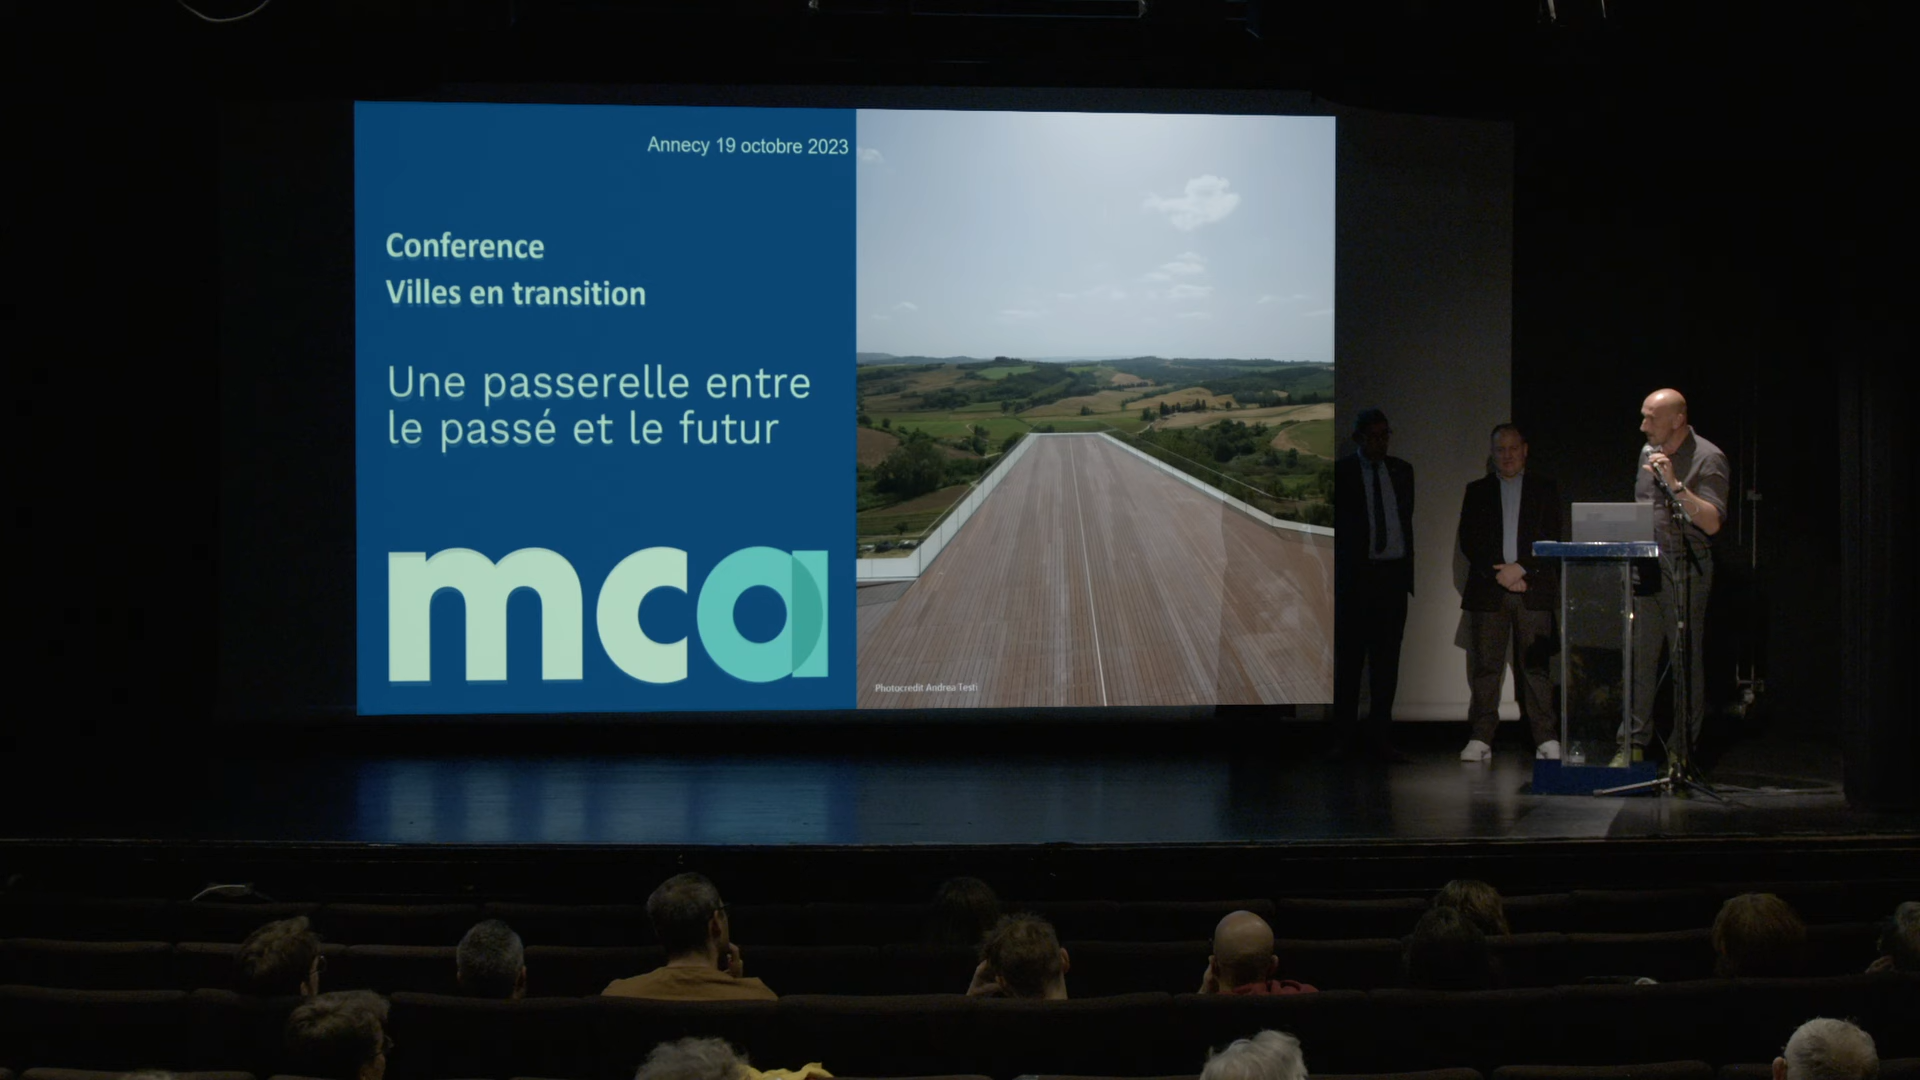 Annecy 19 octobre 2023
Conference
Villes en transition
Une passerelle entre
le passé et le futur
mca
Photocredit Andrea Testi